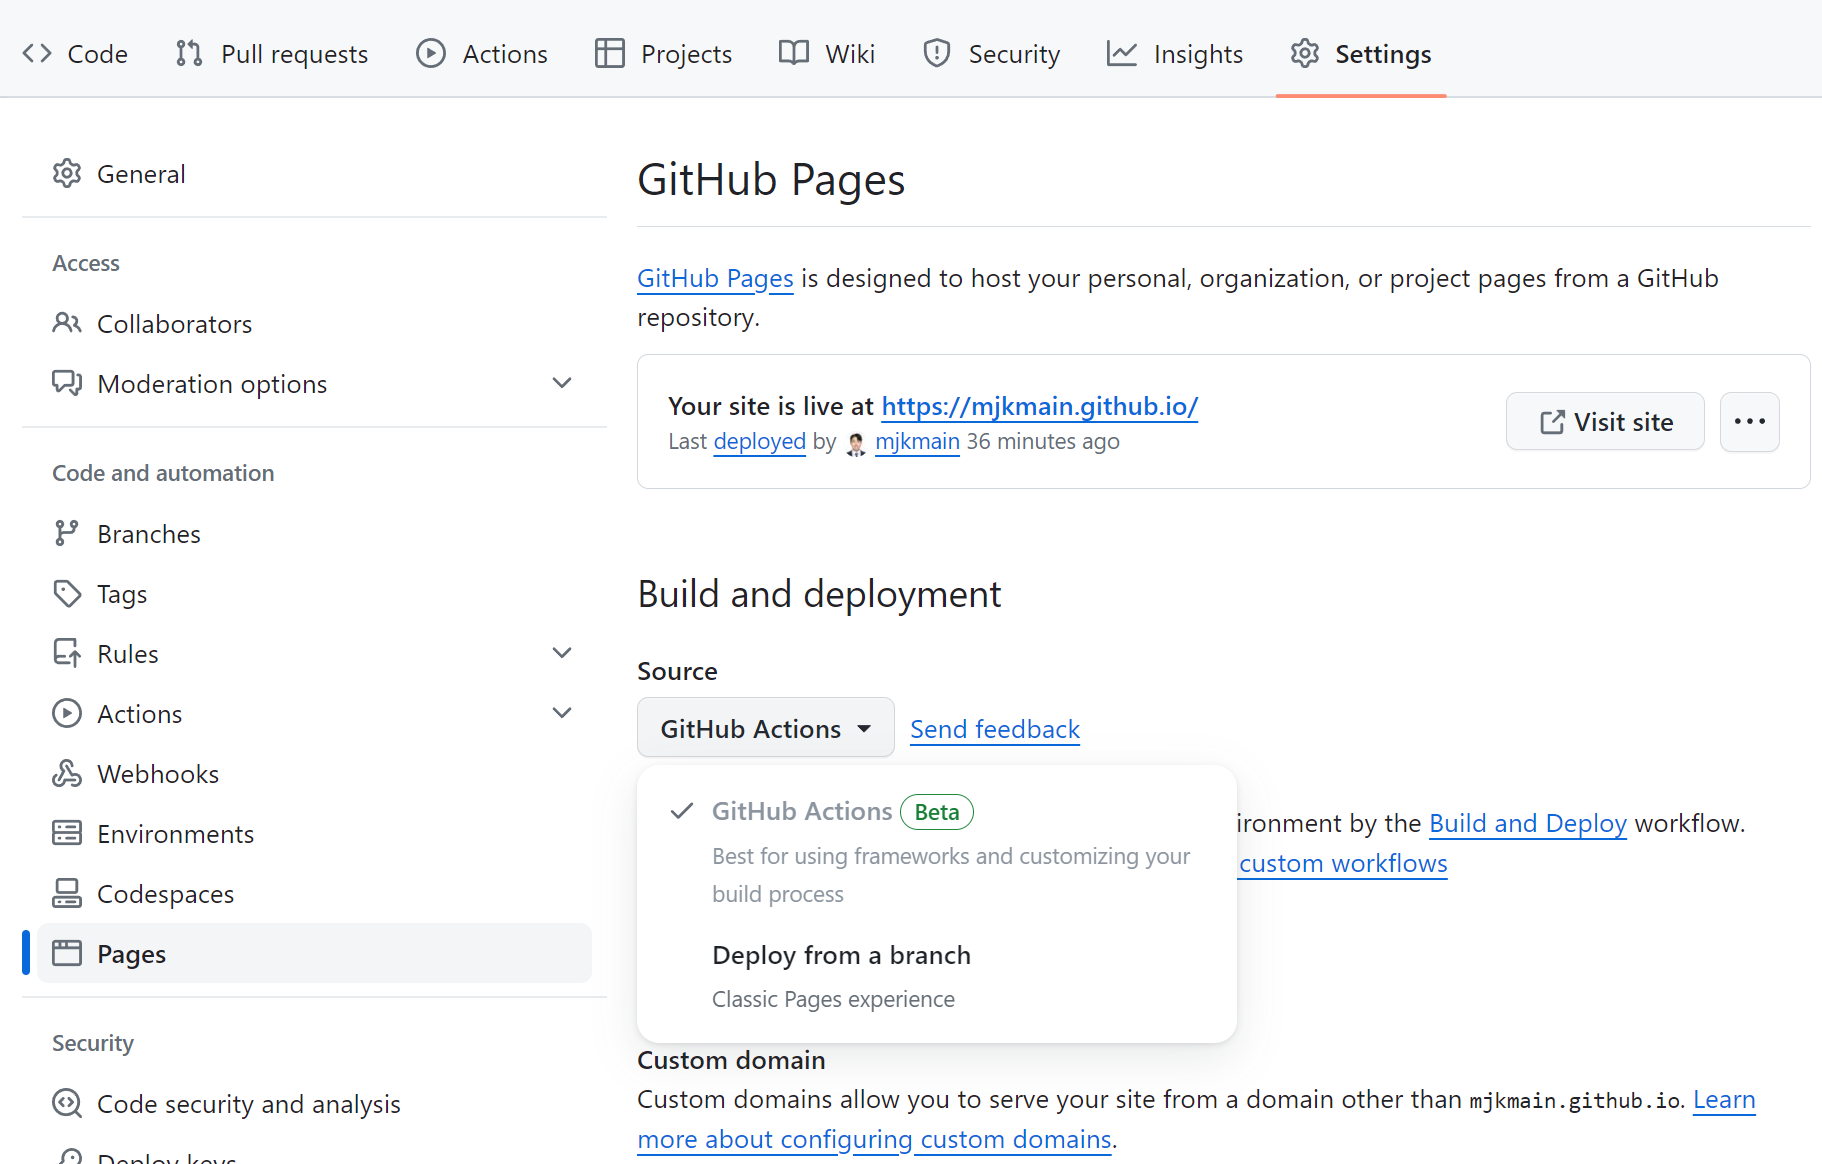 Code Pull requests Actions Projects Wiki Security Insights Settings
General
Access
Collaborators
Moderation options
Code and automation
Branches
Tags
Rules
Actions
Webhooks
Environments
Codespaces
Pages
Security
Code security and analysis
Deploy keys
GitHub Pages
GitHub Pages is designed to host your personal, organization, or project pages from a GitHub
repository.
Your site is live at https://mjkmain.github.io/
Last deployed by mjkmain 36 minutes ago
Visit site
Build and deployment
Source
GitHub Actions Send feedback
GitHub Actions Beta
Best for using frameworks and customizing your
build process
Deploy from a branch
Classic Pages experience
ironment by the Build and Deploy workflow.
custom workflows
Custom domain
Custom domains allow you to serve your site from a domain other than mjkmain.github.io. Learn
more about configuring custom domains.